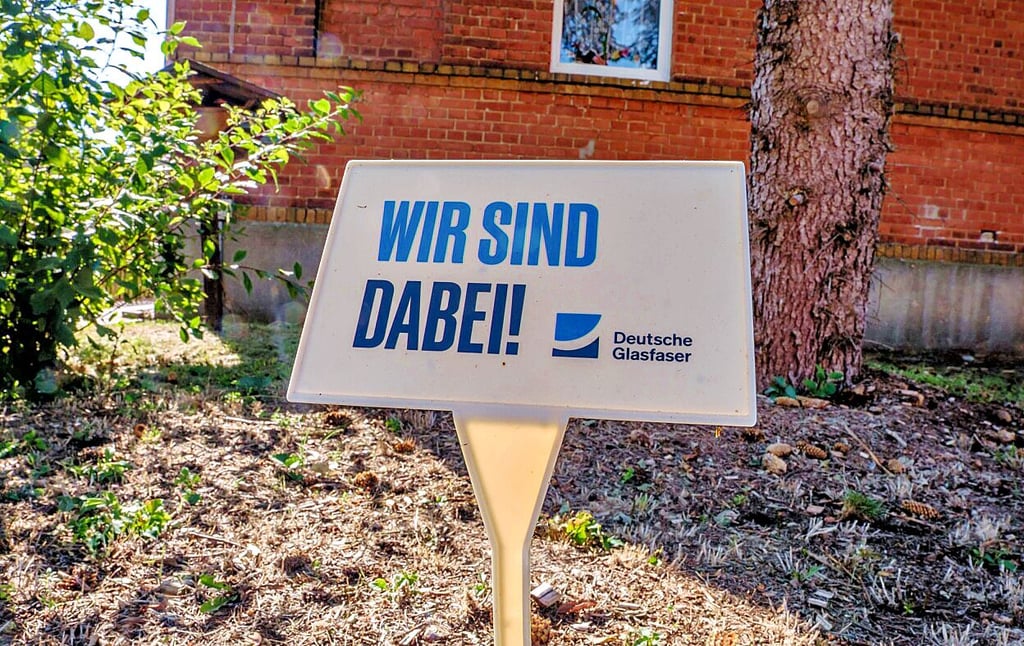 WIR SIND
DABEI!
Deutsche
Glasfaser